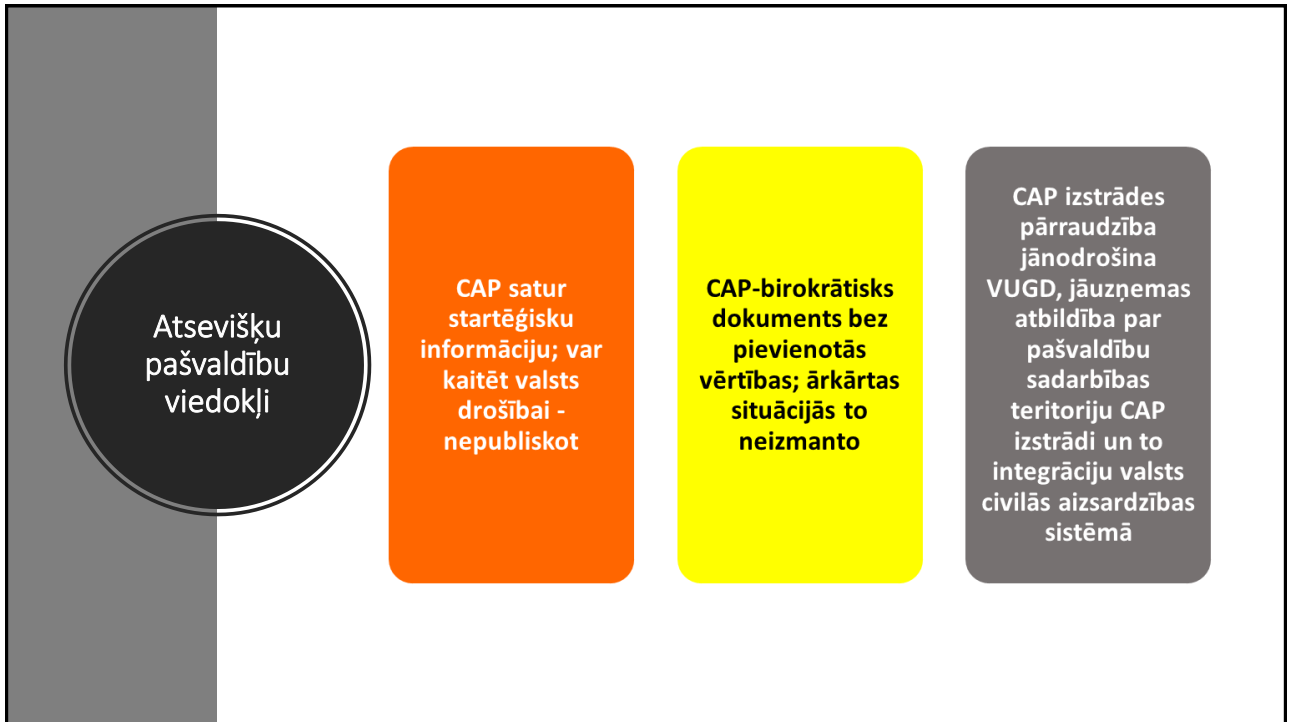 Atsevišķu
pašvaldību
viedokļi
CAP satur
startēģisku
informāciju; var
kaitēt valsts
drošībai -
nepubliskot
CAP-birokrātisks
dokuments bez
pievienotās
vērtības; ārkārtas
situācijās to
neizmanto
CAP izstrādes
pārraudzība
jānodrošina
VUGD, jāuzņemas
atbildība par
pašvaldību
sadarbības
teritoriju CAP
izstrādi un to
integrāciju valsts
civilās aizsardzības
sistēmā